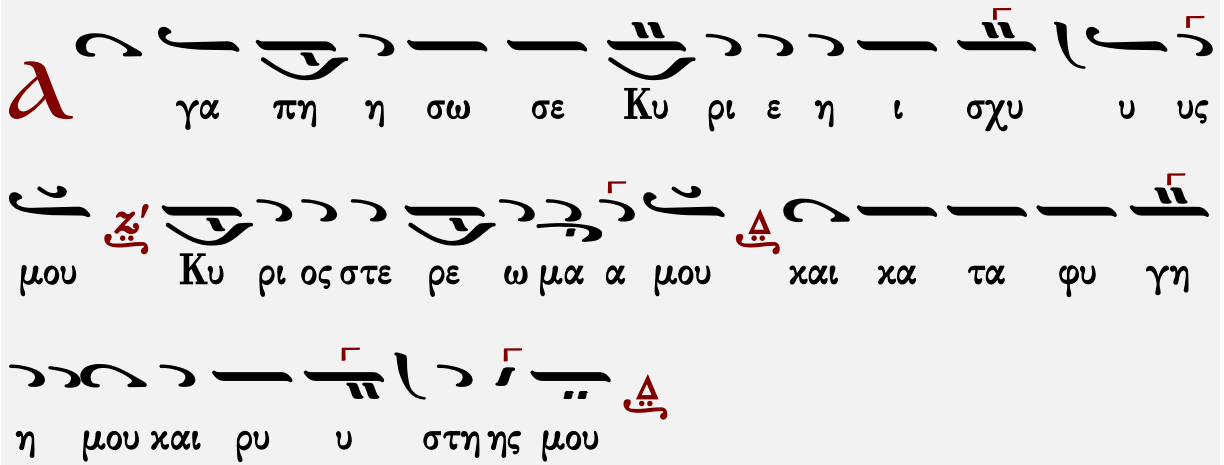 α γα πη η σω σε Κυ ρι ε η ι σχυ υ υς
μου ζ′ Κυ ρι ος στε ρε ω μα α μου Δ και κα τα φυ γη
η μου και ρυ υ στη ης μου Δ